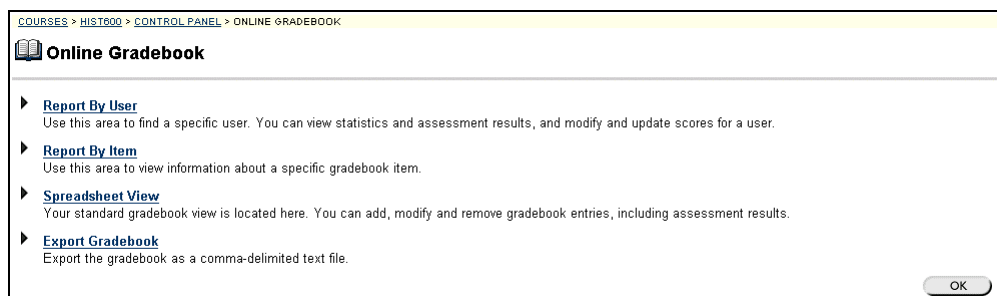 COURSES > HIST600 > CONTROL PANEL > ONLINE GRADEBOOK
Online Gradebook
Report By User
Use this area to find a specific user. You can view statistics and assessment results, and modify and update scores for a user.
Report By Item
Use this area to view information about a specific gradebook item.
Spreadsheet View
Your standard gradebook view is located here. You can add, modify and remove gradebook entries, including assessment results.
Export Gradebook
Export the gradebook as a comma-delimited text file.
OK